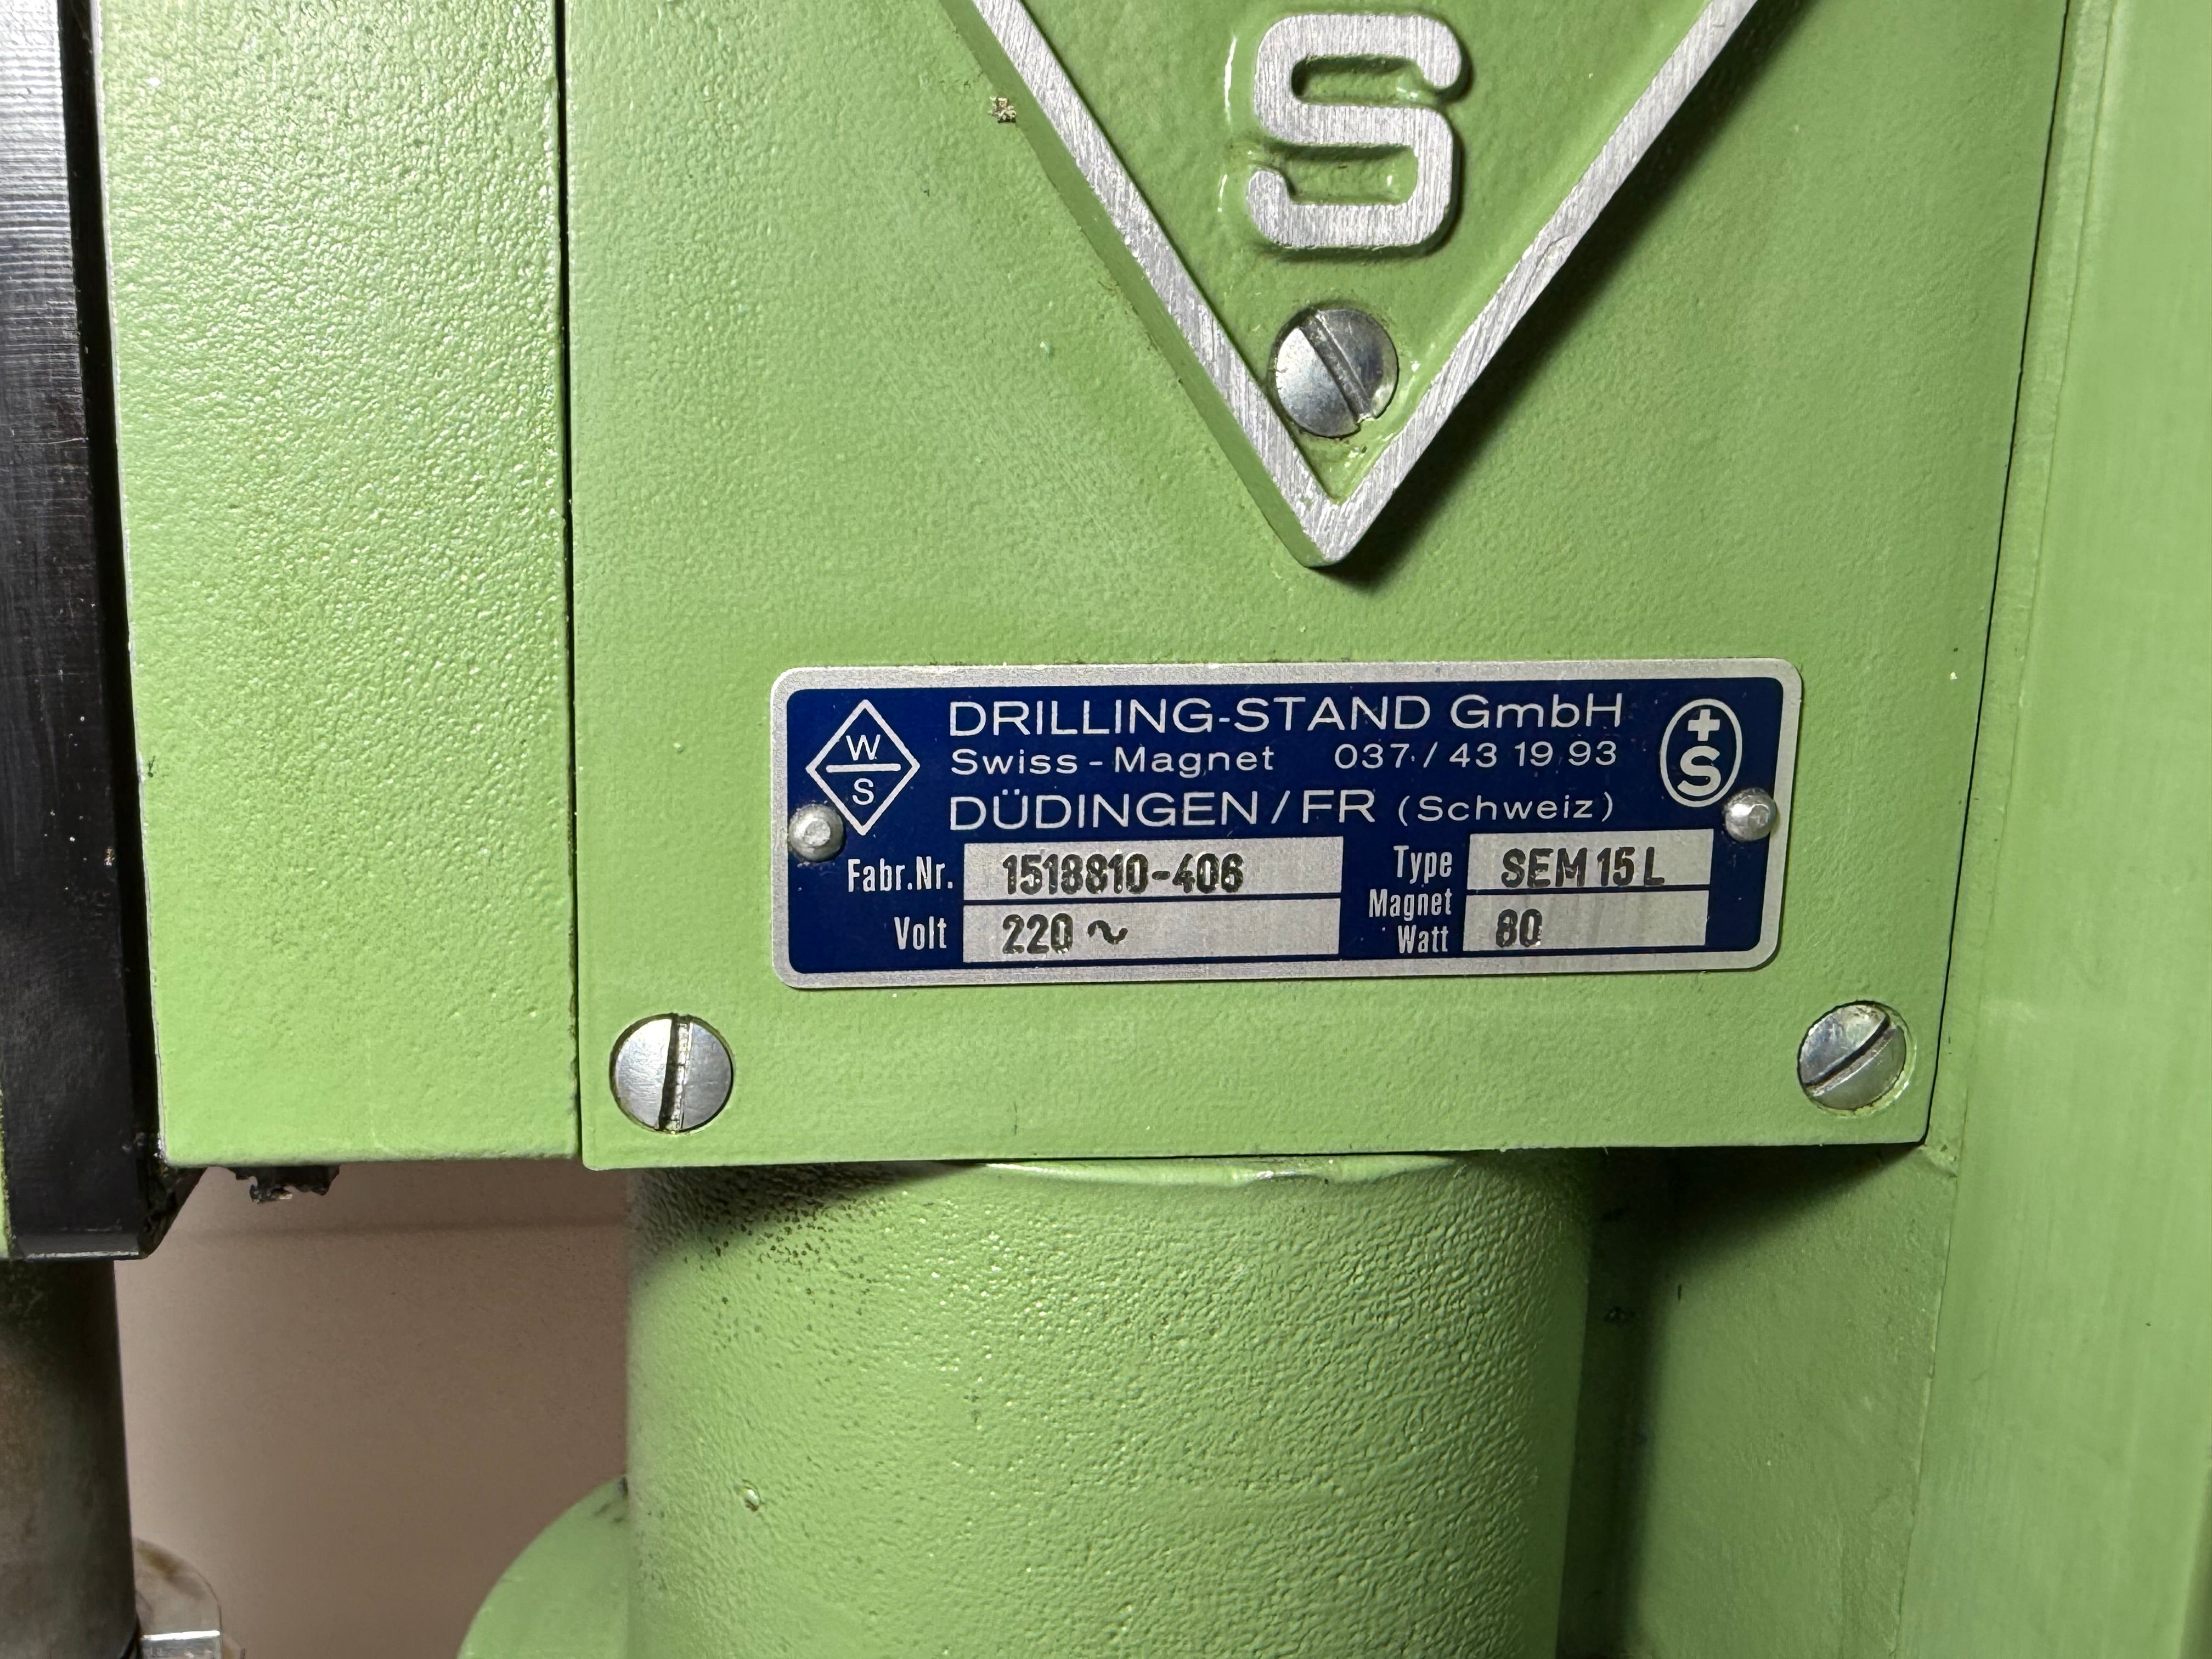 S
W
S
DRILLING-STAND GmbH
Swiss - Magnet 037 / 43 19 93
DÜDINGEN / FR (Schweiz)
+S
Fabr.Nr. 1518810-406
Type SEM 15 L
Volt 220 ~
Magnet Watt 80